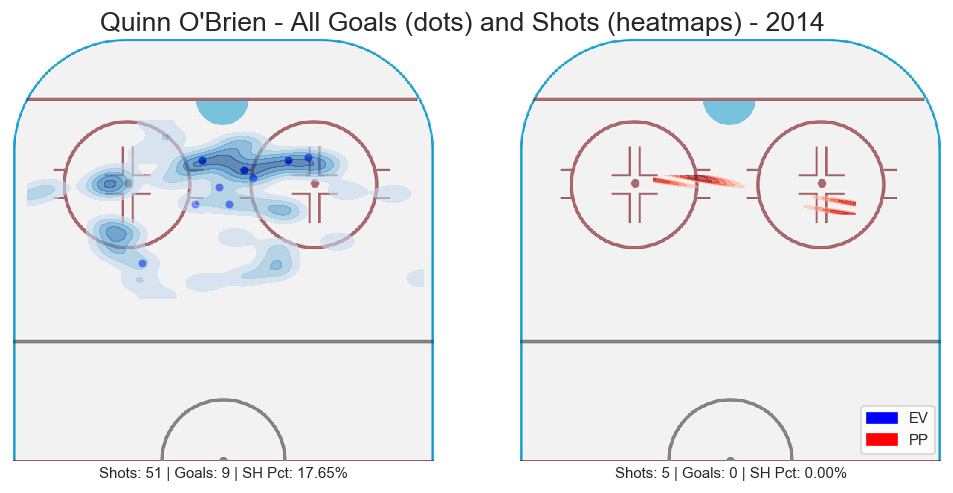 Quinn O'Brien - All Goals (dots) and Shots (heatmaps) - 2014
EV
PP
Shots: 51 | Goals: 9 | SH Pct: 17.65%
Shots: 5 | Goals: 0 | SH Pct: 0.00%